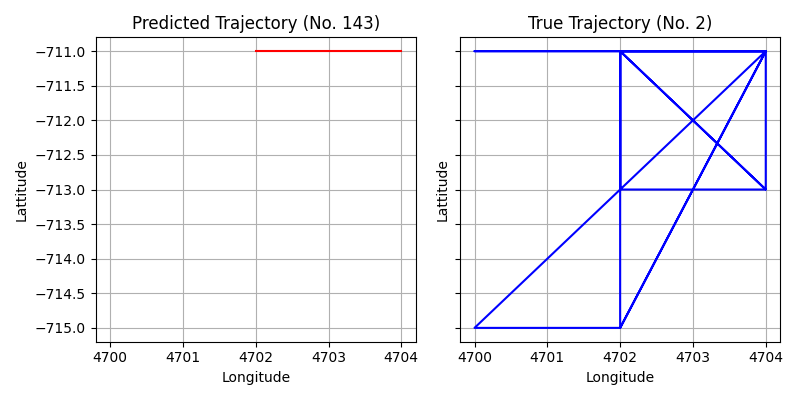 Predicted Trajectory (No. 143)
True Trajectory (No. 2)
−711.0
−711.5
−712.0
−712.5
−713.0
−713.5
−714.0
−714.5
−715.0
Lattitude
Lattitude
4700 4701 4702 4703 4704
4700 4701 4702 4703 4704
Longitude
Longitude